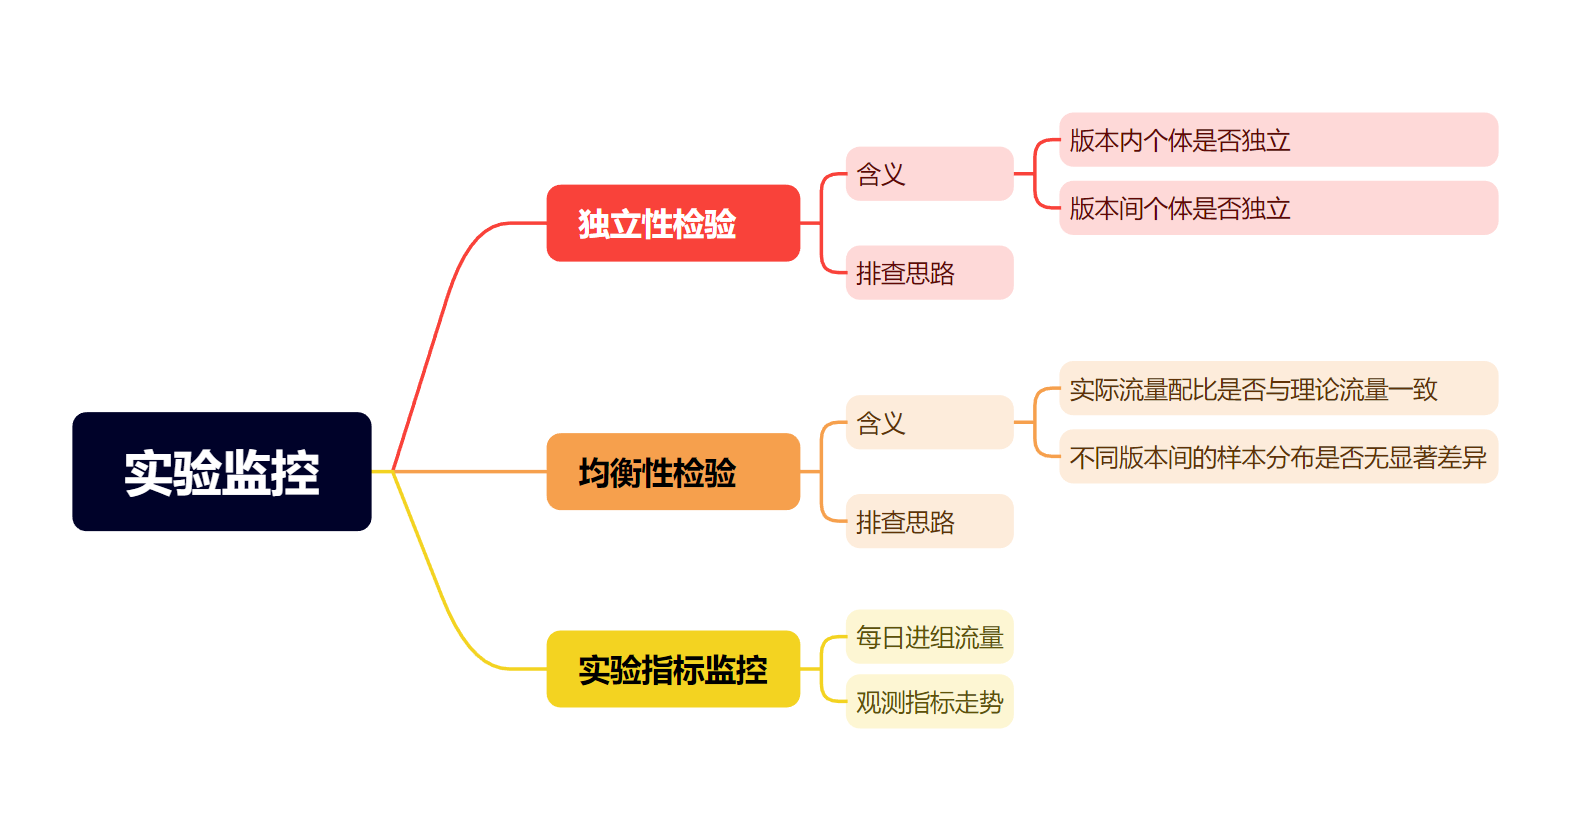 实验监控
独立性检验
含义
版本内个体是否独立
版本间个体是否独立
排查思路
均衡性检验
含义
实际流量配比是否与理论流量一致
不同版本间的样本分布是否无显著差异
排查思路
实验指标监控
每日进组流量
观测指标走势